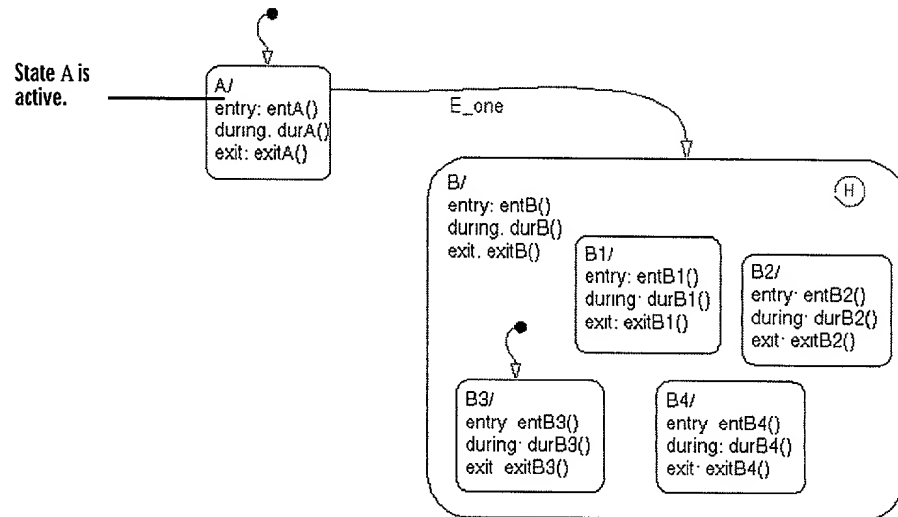 State A is
active.
A/
entry: entA()
during. durA()
exit: exitA()
E_one
B/
entry: entB()
during. durB()
exit. exitB()
H
B1/
entry: entB1()
during: durB1()
exit: exitB1()
B2/
entry· entB2()
during· durB2()
exit· exitB2()
B3/
entry entB3()
during· durB3()
exit exitB3()
B4/
entry entB4()
during: durB4()
exit· exitB4()